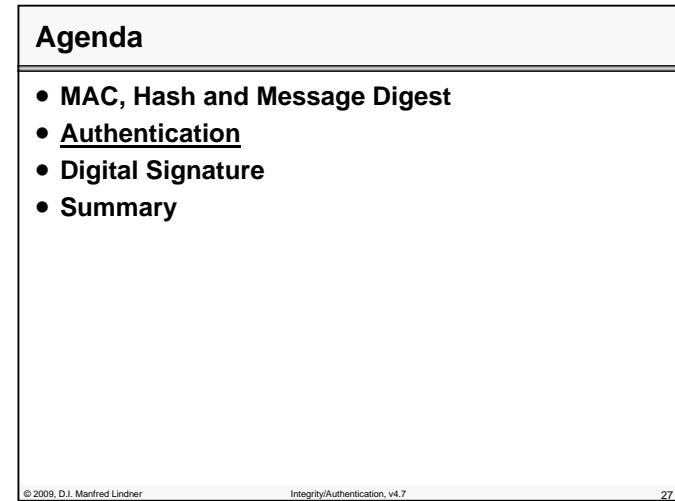 Agenda
• MAC, Hash and Message Digest
• Authentication
• Digital Signature
• Summary
© 2009, D.I. Manfred Lindner Integrity/Authentication, v4.7 27